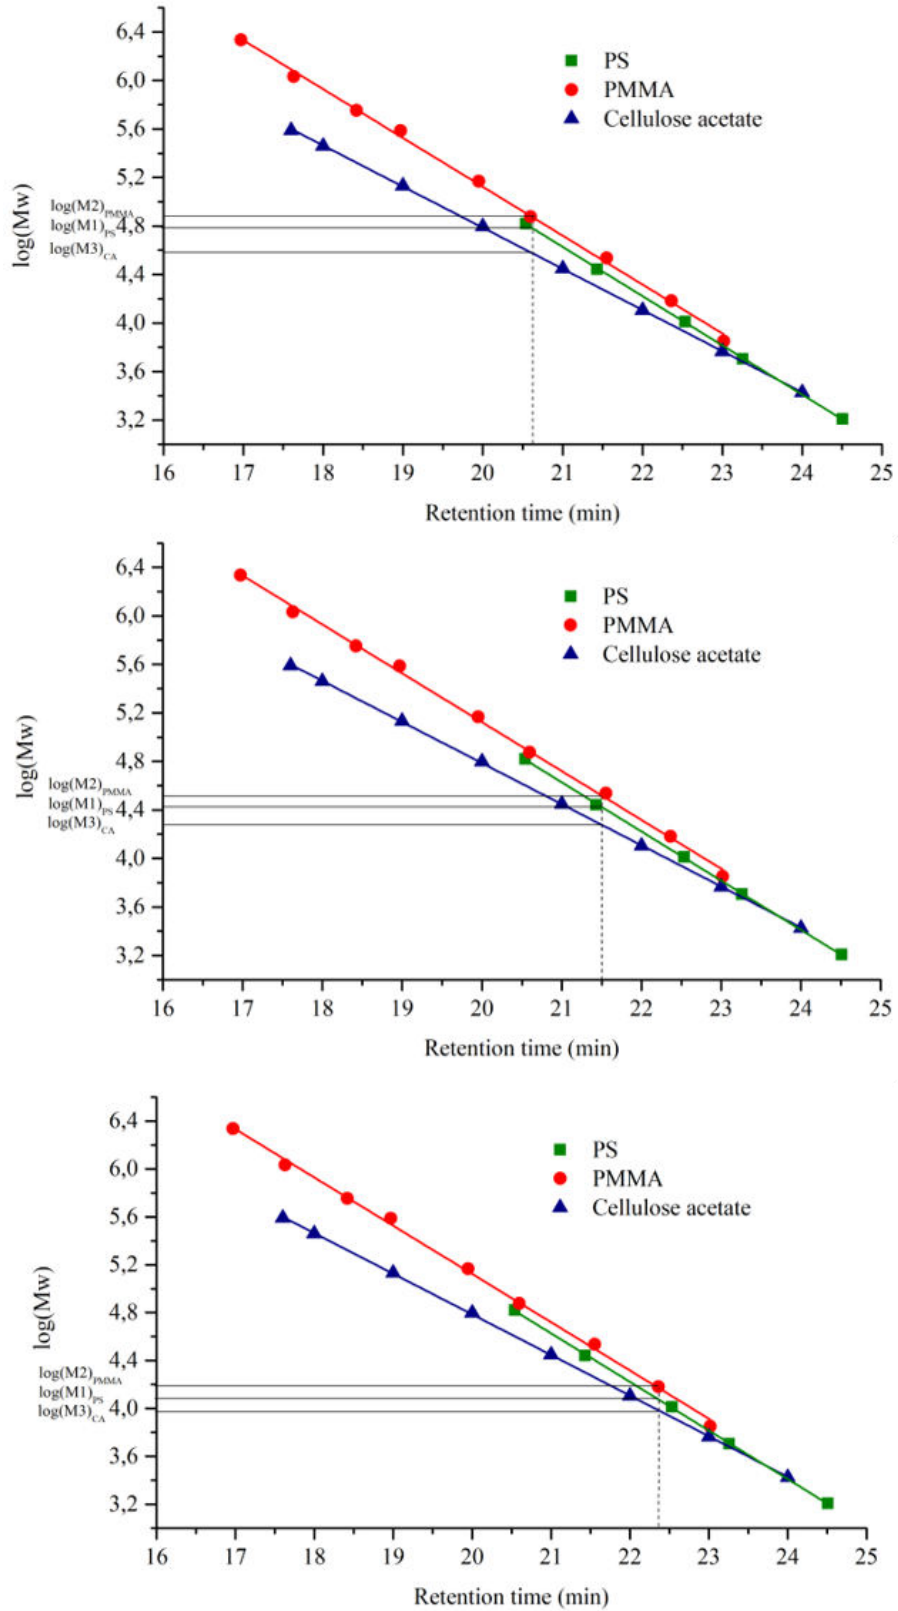 6,4
6,0
5,6
5,2
4,8
4,4
4,0
3,6
3,2
log(Mw)
log(M2)PMMA
log(M1)PS
log(M3)CA
PS
PMMA
Cellulose acetate
16 17 18 19 20 21 22 23 24 25
Retention time (min)
6,4
6,0
5,6
5,2
4,8
4,4
4,0
3,6
3,2
log(Mw)
log(M2)PMMA
log(M1)PS
log(M3)CA
PS
PMMA
Cellulose acetate
16 17 18 19 20 21 22 23 24 25
Retention time (min)
6,4
6,0
5,6
5,2
4,8
4,4
4,0
3,6
3,2
log(Mw)
log(M2)PMMA
log(M1)PS
log(M3)CA
PS
PMMA
Cellulose acetate
16 17 18 19 20 21 22 23 24 25
Retention time (min)